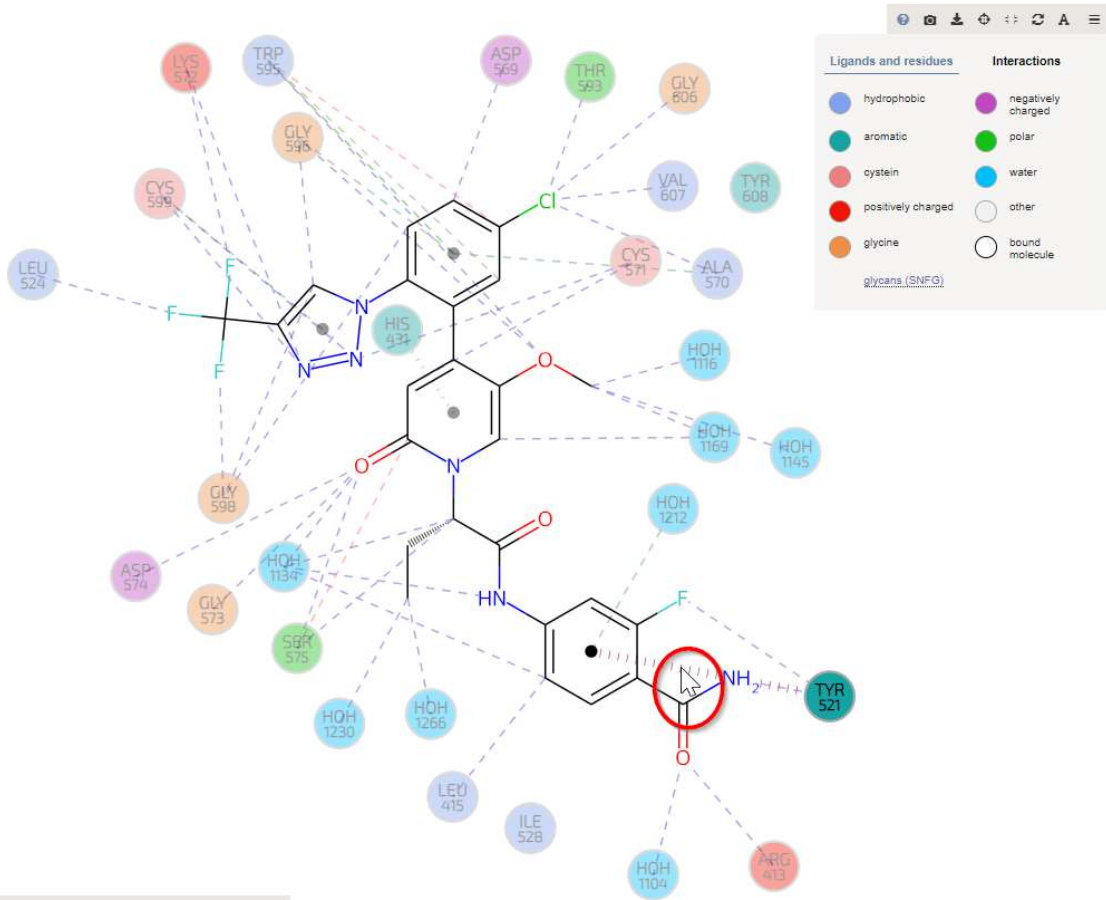 A
Ligands and residues
Interactions
hydrophobic
negatively
charged
aromatic
polar
cystein
water
positively charged
other
glycine
bound
molecule
glycans (SNFG)
LYS
572
TRP
595
ASP
569
THR
593
GLY
606
GLY
596
CYS
599
VAL
607
TYR
608
Cl
LEU
524
F
CYS
571
ALA
570
F
N
HIS
431
N
N
F
O
HOH
1116
HOH
1169
HOH
1145
O
N
GLY
598
HOH
1212
O
ASP
574
HOH
1134
GLY
573
HN
F
SER
575
NH2
TYR
521
HOH
1230
HOH
1266
O
LEU
415
ILE
528
HOH
1104
ARG
413